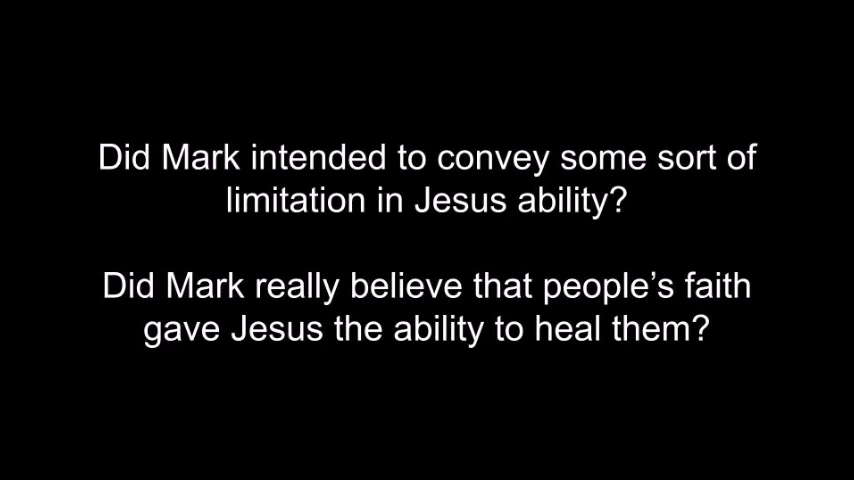 Did Mark intended to convey some sort of
limitation in Jesus ability?
Did Mark really believe that people’s faith
gave Jesus the ability to heal them?